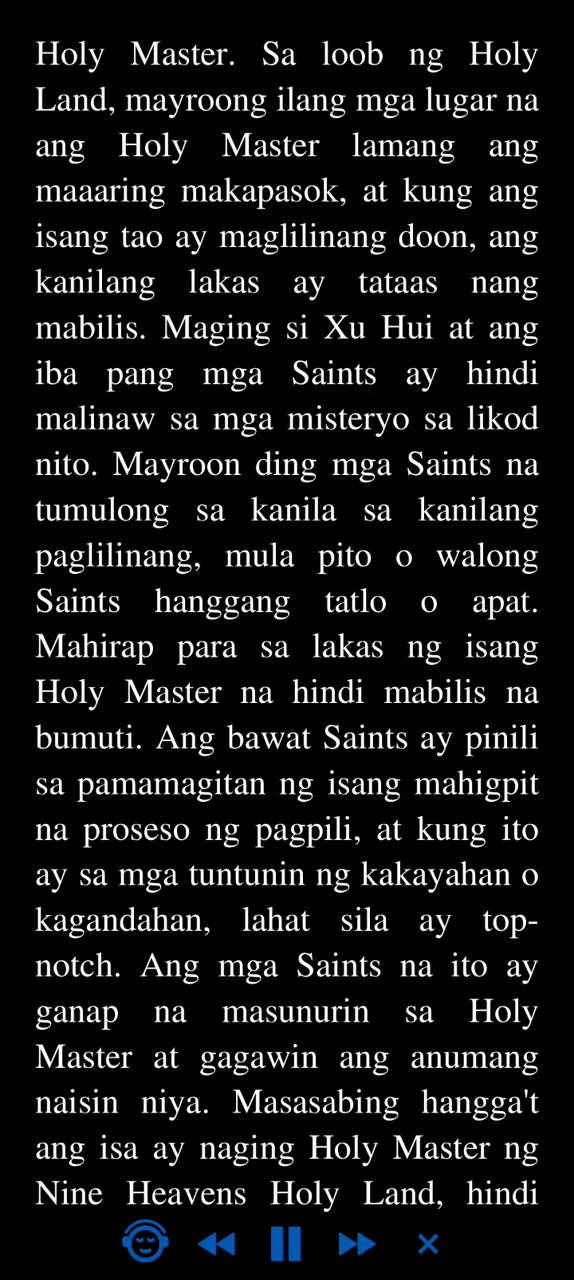 Holy Master. Sa loob ng Holy
Land, mayroong ilang mga lugar na
ang Holy Master lamang ang
maaaring makapasok, at kung ang
isang tao ay maglilinang doon, ang
kanilang lakas ay tataas nang
mabilis. Maging si Xu Hui at ang
iba pang mga Saints ay hindi
malinaw sa mga misteryo sa likod
nito. Mayroon ding mga Saints na
tumulong sa kanila sa kanilang
paglilinang, mula pito o walong
Saints hanggang tatlo o apat.
Mahirap para sa lakas ng isang
Holy Master na hindi mabilis na
bumuti. Ang bawat Saints ay pinili
sa pamamagitan ng isang mahigpit
na proseso ng pagpili, at kung ito
ay sa mga tuntunin ng kakayahan o
kagandahan, lahat sila ay top-
notch. Ang mga Saints na ito ay
ganap na masunurin sa Holy
Master at gagawin ang anumang
naisin niya. Masasabing hangga't
ang isa ay naging Holy Master ng
Nine Heavens Holy Land, hindi